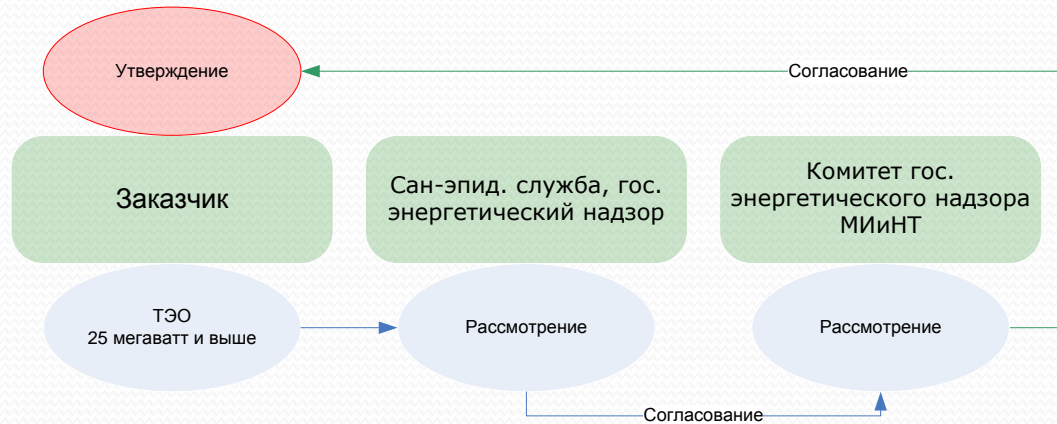 Утверждение
Согласование
Заказчик
Сан-эпид. служба, гос.
энергетический надзор
Комитет гос.
энергетического надзора
МИиНТ
ТЭО
25 мегаватт и выше
Рассмотрение
Рассмотрение
Согласование